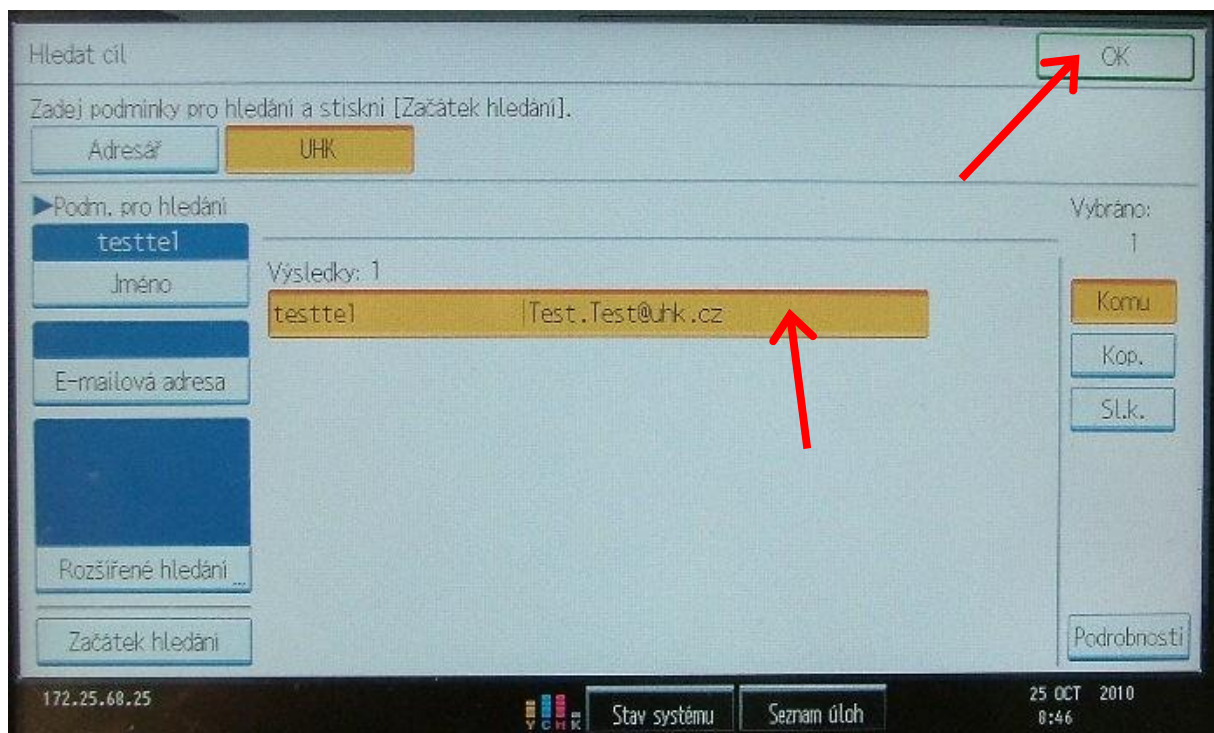 Hledat cíl
OK
Zadej podmínky pro hledání a stiskni [Začátek hledání].
Adresář
UHK
Podm. pro hledání
Vybráno:
testte1
1
Jméno
Výsledky: 1
testte1 |Test.Test@uhk.cz
Komu
Kop.
E-mailová adresa
Sl.k.
Rozšířené hledání ...
Začátek hledání
Podrobnosti
172.25.68.25
Y C M K
Stav systému
Seznam úloh
25 OCT 2010
8:46